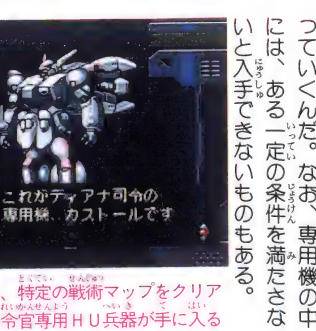 っていくんだ。なお、専用機の中
には、ある一定の条件を満たさな
いと入手できないものもある。
これがディアナ司令の
専用機、カストールです
、特定の戦術マップをクリア
令官専用ＨＵ兵器が手に入る